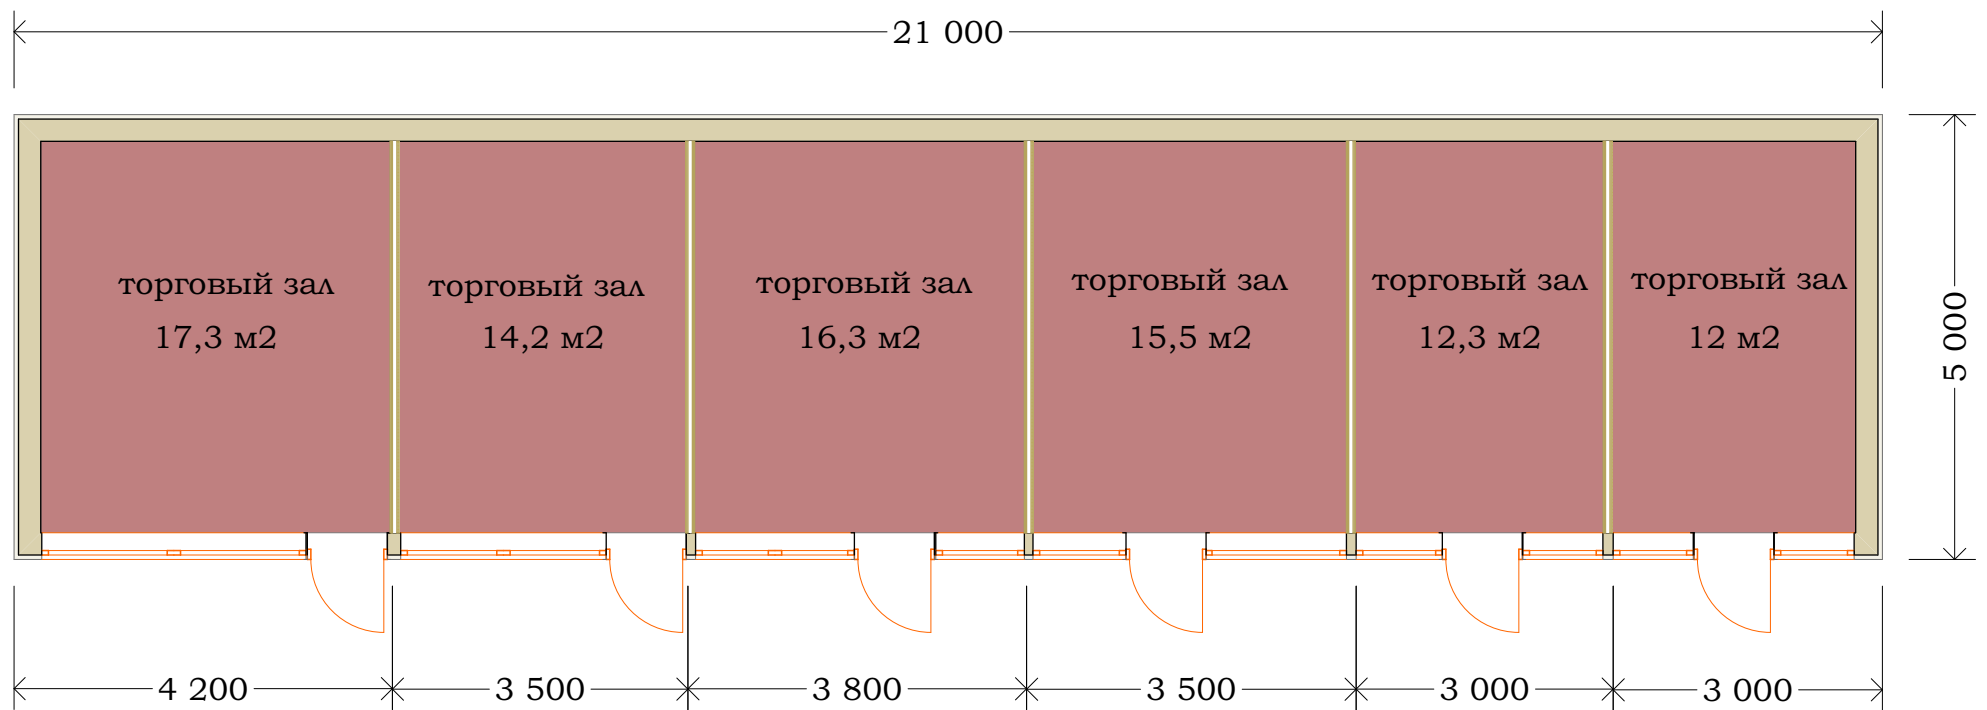 21 000
торговый зал
17,3 м2
торговый зал
14,2 м2
торговый зал
16,3 м2
торговый зал
15,5 м2
торговый зал
12,3 м2
торговый зал
12 м2
5 000
4 200
3 500
3 800
3 500
3 000
3 000